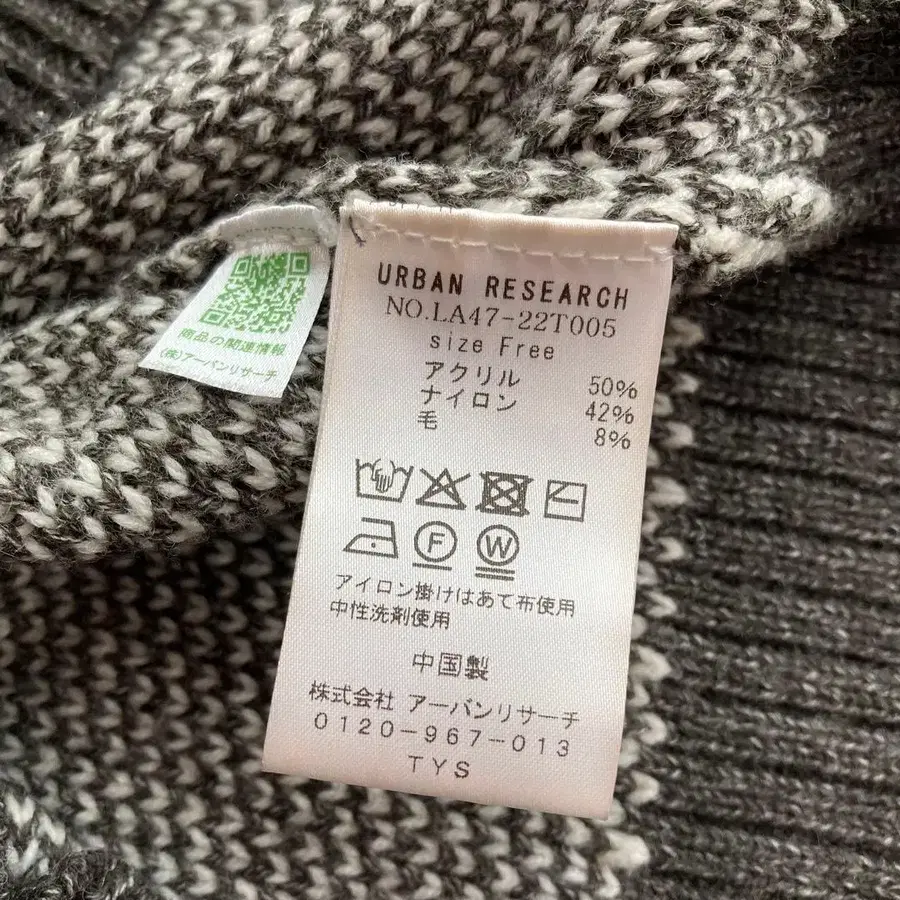 URBAN RESEARCH
NO.LA47-22T005
size Free
アクリル 50%
ナイロン 42%
毛 8%
F W
アイロン掛けはあて布使用
中性洗剤使用
中国製
株式会社 アーバンリサーチ
0120-967-013
TYS
商品の関連情報
(株)アーバンリサーチ